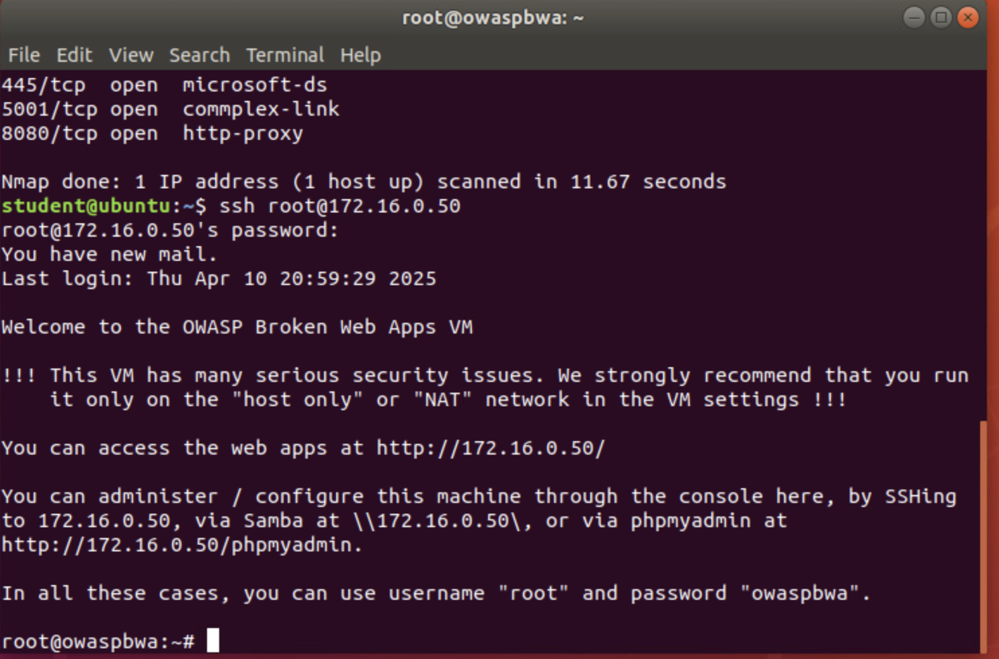 root@owaspbwa: ~
File Edit View Search Terminal Help
445/tcp  open  microsoft-ds
5001/tcp open  commplex-link
8080/tcp open  http-proxy
Nmap done: 1 IP address (1 host up) scanned in 11.67 seconds
student@ubuntu:~$ ssh root@172.16.0.50
root@172.16.0.50's password:
You have new mail.
Last login: Thu Apr 10 20:59:29 2025
Welcome to the OWASP Broken Web Apps VM
!!! This VM has many serious security issues. We strongly recommend that you run
    it only on the "host only" or "NAT" network in the VM settings !!!
You can access the web apps at http://172.16.0.50/
You can administer / configure this machine through the console here, by SSHing
to 172.16.0.50, via Samba at \\172.16.0.50\, or via phpmyadmin at
http://172.16.0.50/phpmyadmin.
In all these cases, you can use username "root" and password "owaspbwa".
root@owaspbwa:~#